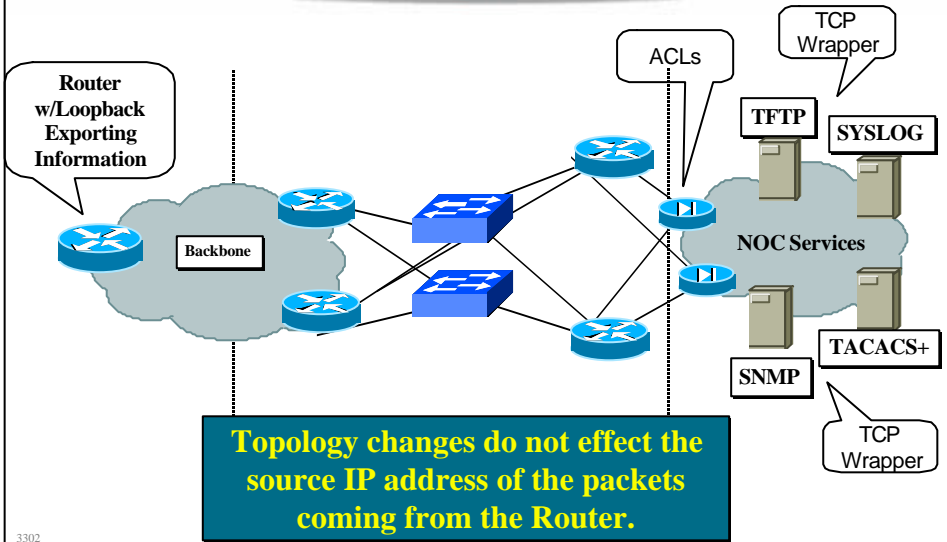 TCP
Wrapper
ACLs
Router
w/Loopback
Exporting
Information
TFTP
SYSLOG
Backbone
NOC Services
SNMP
TACACS+
TCP
Wrapper
Topology changes do not effect the
source IP address of the packets
coming from the Router.
3302